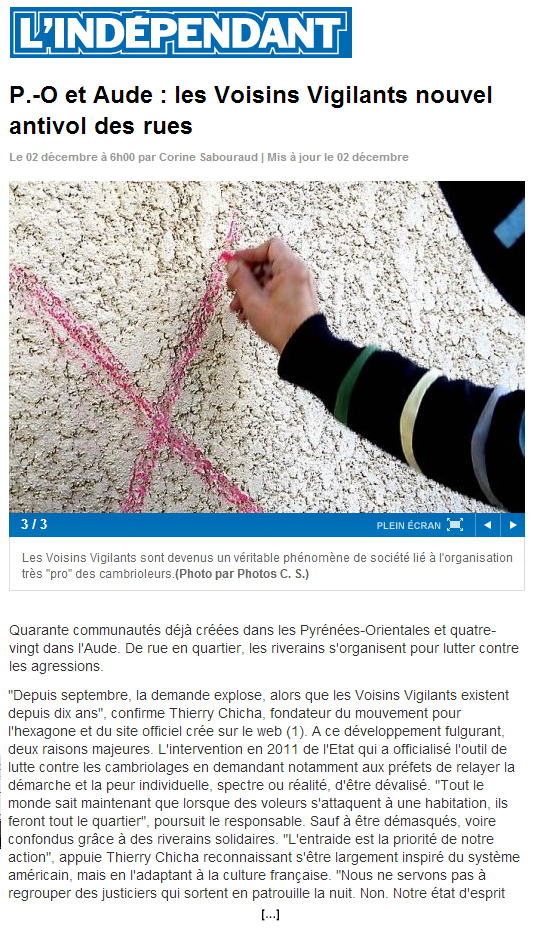 L'INDÉPENDANT
P.-O et Aude : les Voisins Vigilants nouvel
antivol des rues
Le 02 décembre à 6h00 par Corine Sabouraud | Mis à jour le 02 décembre
3 / 3
PLEIN ÉCRAN
Les Voisins Vigilants sont devenus un véritable phénomène de société lié à l'organisation
très "pro" des cambrioleurs.(Photo par Photos C. S.)
Quarante communautés déjà créées dans les Pyrénées-Orientales et quatre-
vingt dans l'Aude. De rue en quartier, les riverains s'organisent pour lutter contre
les agressions.
"Depuis septembre, la demande explose, alors que les Voisins Vigilants existent
depuis dix ans", confirme Thierry Chicha, fondateur du mouvement pour
l'hexagone et du site officiel crée sur le web (1). A ce développement fulgurant,
deux raisons majeures. L'intervention en 2011 de l'Etat qui a officialisé l'outil de
lutte contre les cambriolages en demandant notamment aux préfets de relayer la
démarche et la peur individuelle, spectre ou réalité, d'être dévalisé. "Tout le
monde sait maintenant que lorsque des voleurs s'attaquent à une habitation, ils
feront tout le quartier", poursuit le responsable. Sauf à être démasqués, voire
confondus grâce à des riverains solidaires. "L'entraide est la priorité de notre
action", appuie Thierry Chicha reconnaissant s'être largement inspiré du système
américain, mais en l'adaptant à la culture française. "Nous ne servons pas à
regrouper des justiciers qui sortent en patrouille la nuit. Non. Notre état d'esprit
[...]